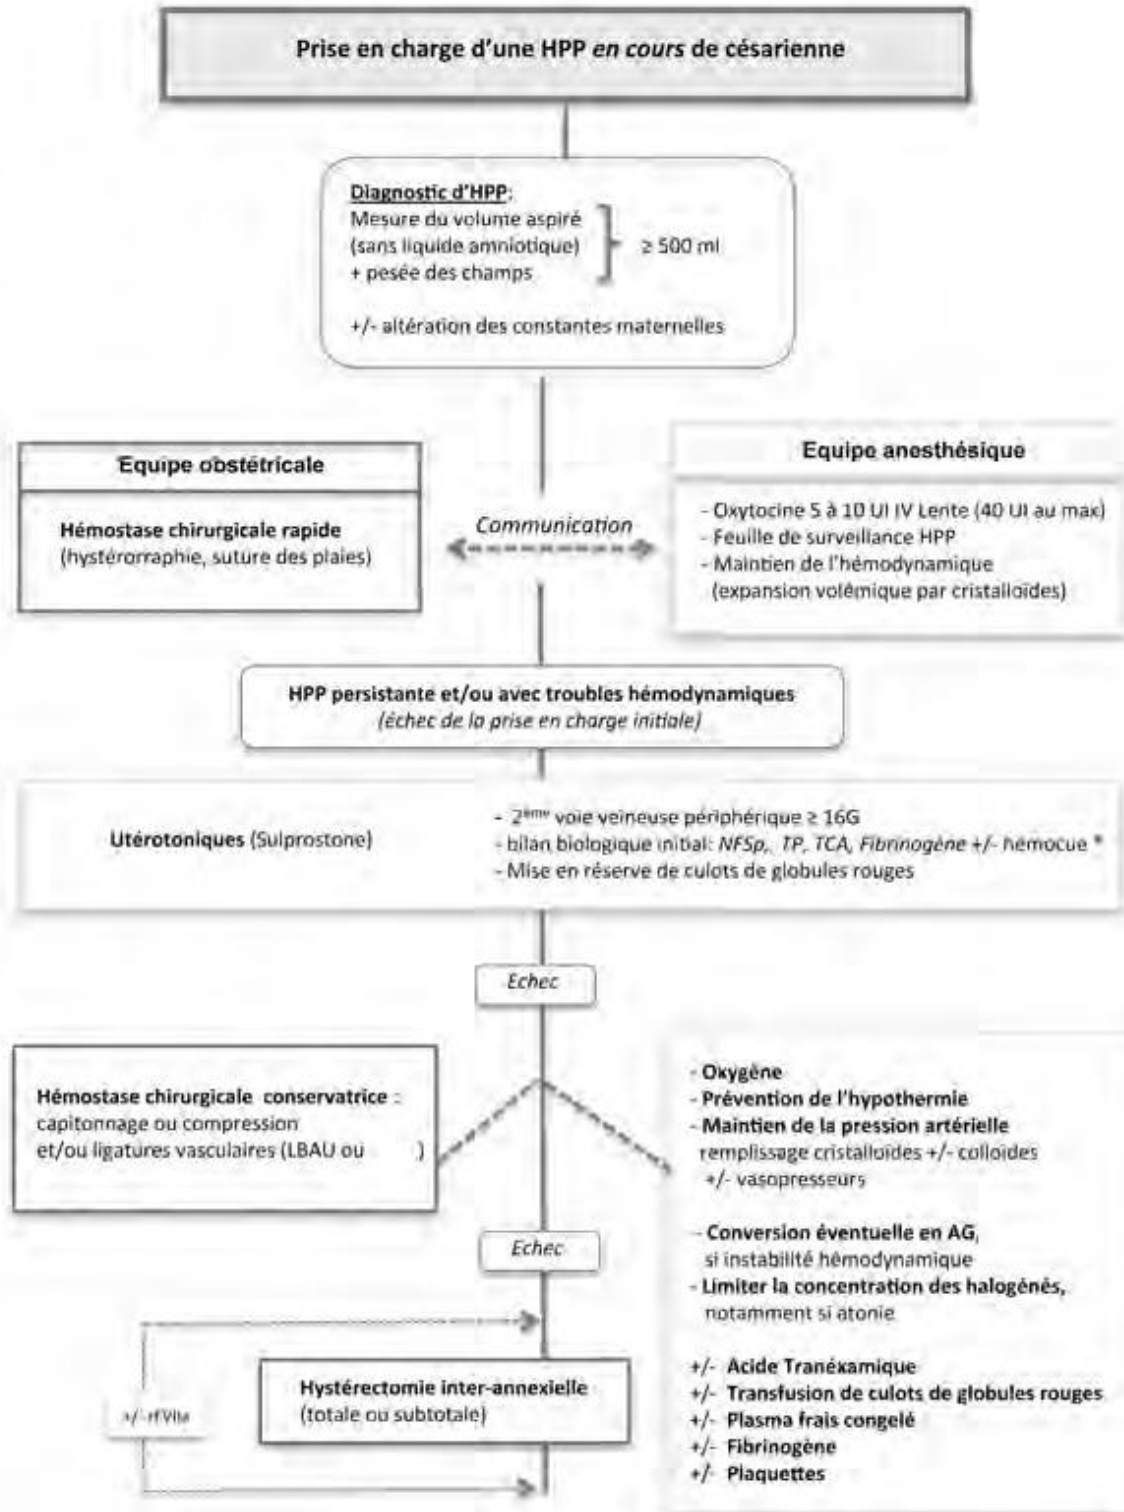 Prise en charge d'une HPP en cours de césarienne
Diagnostic d'HPP:
Mesure du volume aspiré
(sans liquide amniotique)
+ pesée des champs
≥ 500 ml
+/- altération des constantes maternelles
Equipe obstétricale
Hémostase chirurgicale rapide
(hystérorraphie, suture des plaies)
Communication
Equipe anesthésique
- Oxytocine 5 à 10 UI IV Lente (40 UI au max)
- Feuille de surveillance HPP
- Maintien de l'hémodynamique
(expansion volémique par cristalloïdes)
HPP persistante et/ou avec troubles hémodynamiques
(échec de la prise en charge initiale)
Utérotoniques (Sulprostone)
- 2ème voie veineuse périphérique ≥ 16G
- bilan biologique initial: NFSp,, TP, TCA, Fibrinogène +/- hémocue *
- Mise en réserve de culots de globules rouges
Echec
Hémostase chirurgicale conservatrice :
capitonnage ou compression
et/ou ligatures vasculaires (LBAU ou )
- Oxygène
- Prévention de l'hypothermie
- Maintien de la pression artérielle
remplissage cristalloïdes +/- colloïdes
+/- vasopresseurs
- Conversion éventuelle en AG,
si instabilité hémodynamique
- Limiter la concentration des halogénés,
notamment si atonie
+/- Acide Tranéxamique
+/- Transfusion de culots de globules rouges
+/- Plasma frais congelé
+/- Fibrinogène
+/- Plaquettes
Echec
Hystérectomie inter-annexielle
(totale ou subtotale)
+/- rFVIIa